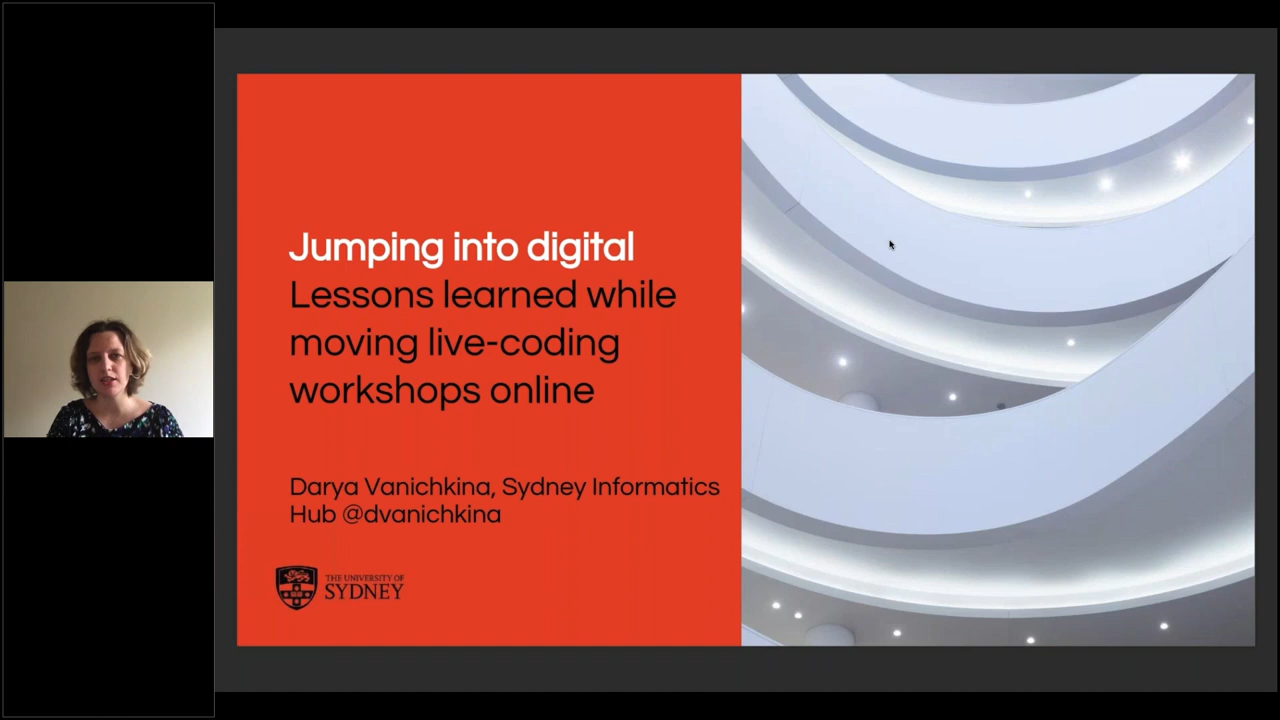 Jumping into digital
Lessons learned while
moving live-coding
workshops online
Darya Vanichkina, Sydney Informatics
Hub @dvanichkina
THE UNIVERSITY OF
SYDNEY